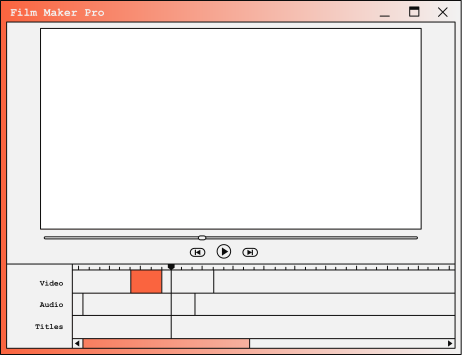 Film Maker Pro
Video
Audio
Titles